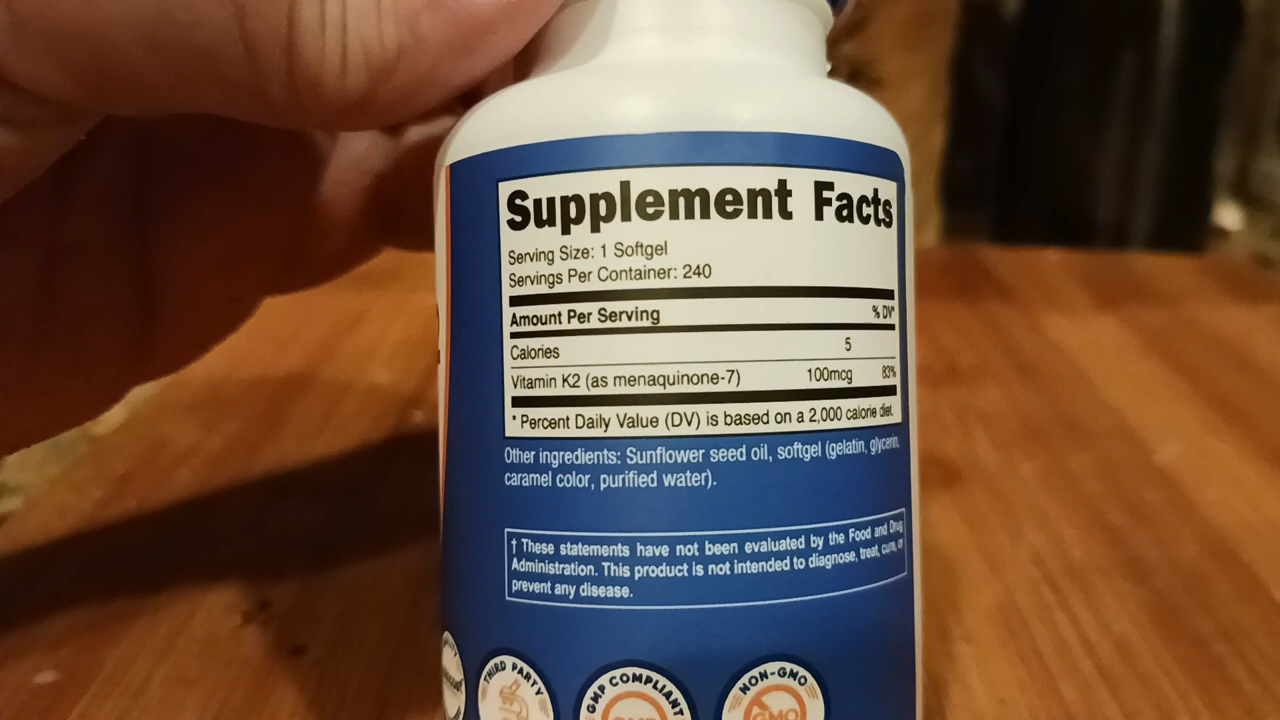 Supplement Facts
Serving Size: 1 Softgel
Servings Per Container: 240
Amount Per Serving % DV*
Calories 5
Vitamin K2 (as menaquinone-7) 100mcg 83%
* Percent Daily Value (DV) is based on a 2,000 calorie diet.
Other ingredients: Sunflower seed oil, softgel (gelatin, glycerin,
caramel color, purified water).
† These statements have not been evaluated by the Food and Drug
Administration. This product is not intended to diagnose, treat, cure, or
prevent any disease.
THIRD PARTY
GMP COMPLIANT
GMP
NON-GMO
GMO